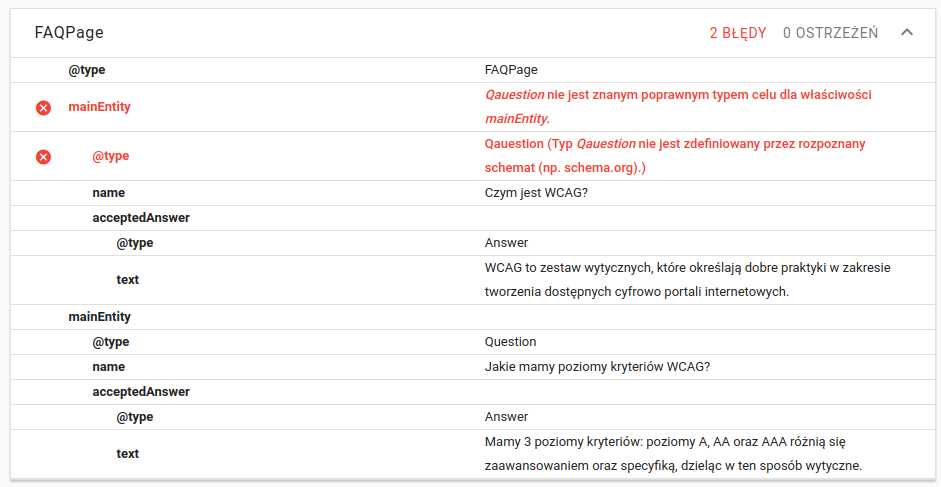 FAQPage 2 BŁĘDY 0 OSTRZEŻEŃ
@type FAQPage
mainEntity Qauestion nie jest znanym poprawnym typem celu dla właściwości
mainEntity.
@type Qauestion (Typ Qauestion nie jest zdefiniowany przez rozpoznany
schemat (np. schema.org).)
name Czym jest WCAG?
acceptedAnswer
@type Answer
text WCAG to zestaw wytycznych, które określają dobre praktyki w zakresie
tworzenia dostępnych cyfrowo portali internetowych.
mainEntity
@type Question
name Jakie mamy poziomy kryteriów WCAG?
acceptedAnswer
@type Answer
text Mamy 3 poziomy kryteriów: poziomy A, AA oraz AAA różnią się
zaawansowaniem oraz specyfiką, dzieląc w ten sposób wytyczne.